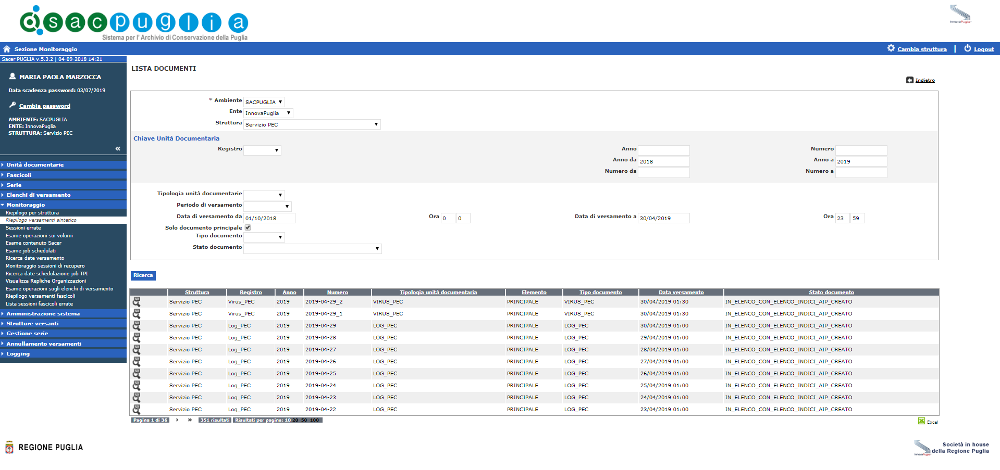 sacpuglia
Sistema per l' Archivio di Conservazione della Puglia
InnovaPuglia
Sezione Monitoraggio
Cambia struttura | Logout
Sacer PUGLIA v.5.3.2 | 04-09-2018 14:21
MARIA PAOLA MARZOCCA
Data scadenza password: 03/07/2019
Cambia password
AMBIENTE: SACPUGLIA
ENTE: InnovaPuglia
STRUTTURA: Servizio PEC
«
Unità documentarie
Fascicoli
Serie
Elenchi di versamento
Monitoraggio
Riepilogo per struttura
Riepilogo versamenti sintetico
Sessioni errate
Esame operazioni sui volumi
Esame contenuto Sacer
Esame job schedulati
Ricerca date versamento
Monitoraggio sessioni di recupero
Ricerca date schedulazione job TPI
Visualizza Repliche Organizzazioni
Esame operazioni sugli elenchi di versamento
Riepilogo versamenti fascicoli
Lista sessioni fascicoli errate
Amministrazione sistema
Strutture versanti
Gestione serie
Annullamento versamenti
Logging
LISTA DOCUMENTI
Indietro
* Ambiente SACPUGLIA
Ente InnovaPuglia
Struttura Servizio PEC
Chiave Unità Documentaria
Registro Anno Numero
Anno da 2018 Anno a 2019
Numero da Numero a
Tipologia unità documentarie
Periodo di versamento
Data di versamento da 01/10/2018 Ora 0 0 Data di versamento a 30/04/2019 Ora 23 59
Solo documento principale
Tipo documento
Stato documento
Ricerca
Struttura Registro Anno Numero Tipologia unità documentaria Elemento Tipo documento Data versamento Stato documento
UD Servizio PEC Virus_PEC 2019 2019-04-29_2 VIRUS_PEC PRINCIPALE VIRUS_PEC 30/04/2019 01:30 IN_ELENCO_CON_ELENCO_INDICI_AIP_CREATO
UD Servizio PEC Virus_PEC 2019 2019-04-29_1 VIRUS_PEC PRINCIPALE VIRUS_PEC 30/04/2019 01:30 IN_ELENCO_CON_ELENCO_INDICI_AIP_CREATO
UD Servizio PEC Log_PEC 2019 2019-04-29 LOG_PEC PRINCIPALE LOG_PEC 30/04/2019 01:00 IN_ELENCO_CON_ELENCO_INDICI_AIP_CREATO
UD Servizio PEC Log_PEC 2019 2019-04-28 LOG_PEC PRINCIPALE LOG_PEC 29/04/2019 01:00 IN_ELENCO_CON_ELENCO_INDICI_AIP_CREATO
UD Servizio PEC Log_PEC 2019 2019-04-27 LOG_PEC PRINCIPALE LOG_PEC 28/04/2019 01:00 IN_ELENCO_CON_ELENCO_INDICI_AIP_CREATO
UD Servizio PEC Log_PEC 2019 2019-04-26 LOG_PEC PRINCIPALE LOG_PEC 27/04/2019 01:00 IN_ELENCO_CON_ELENCO_INDICI_AIP_CREATO
UD Servizio PEC Log_PEC 2019 2019-04-25 LOG_PEC PRINCIPALE LOG_PEC 26/04/2019 01:00 IN_ELENCO_CON_ELENCO_INDICI_AIP_CREATO
UD Servizio PEC Log_PEC 2019 2019-04-24 LOG_PEC PRINCIPALE LOG_PEC 25/04/2019 01:00 IN_ELENCO_CON_ELENCO_INDICI_AIP_CREATO
UD Servizio PEC Log_PEC 2019 2019-04-23 LOG_PEC PRINCIPALE LOG_PEC 24/04/2019 01:00 IN_ELENCO_CON_ELENCO_INDICI_AIP_CREATO
UD Servizio PEC Log_PEC 2019 2019-04-22 LOG_PEC PRINCIPALE LOG_PEC 23/04/2019 01:00 IN_ELENCO_CON_ELENCO_INDICI_AIP_CREATO
Pagina 1 di 36 › » 351 risultati Risultati per pagina: 10 20 50 100
Excel
REGIONE PUGLIA
InnovaPuglia
Società in house
della Regione Puglia